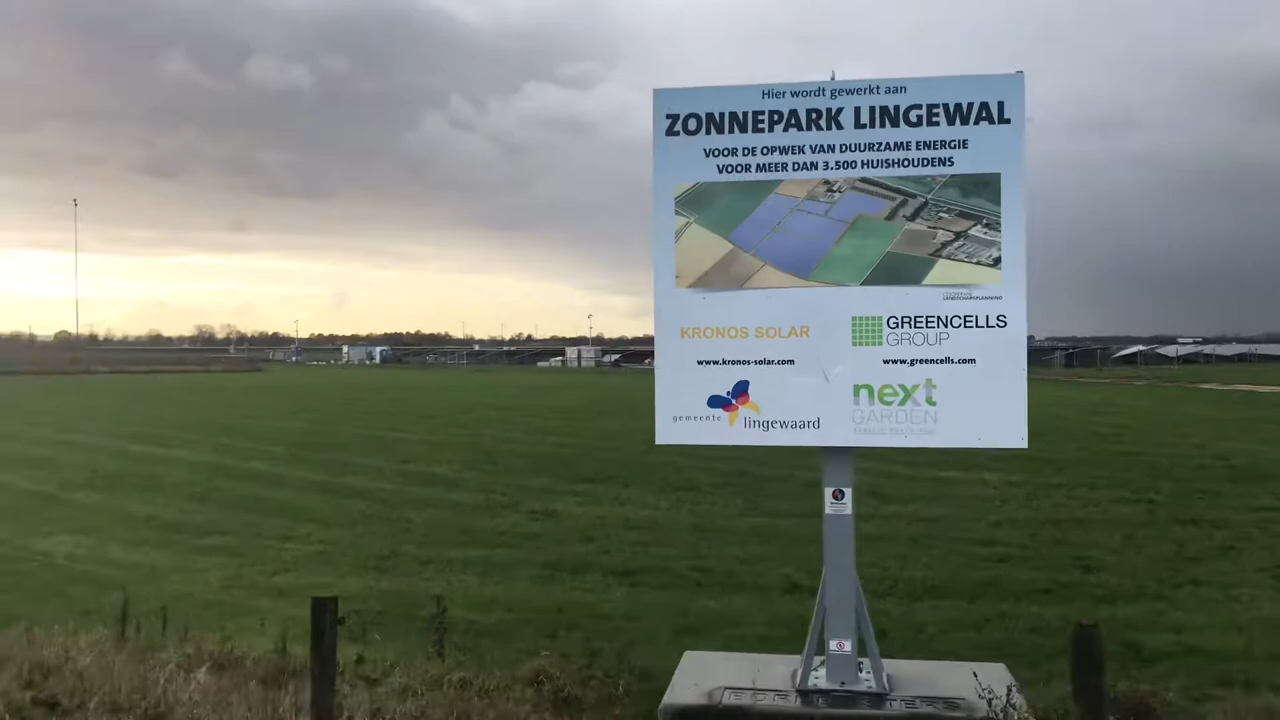 Hier wordt gewerkt aan
ZONNEPARK LINGEWAL
VOOR DE OPWEK VAN DUURZAME ENERGIE
VOOR MEER DAN 3.500 HUISHOUDENS
LANDSCHAPSPLANNING
KRONOS SOLAR
www.kronos-solar.com
GREENCELLS
GROUP
www.greencells.com
gemeente lingewaard
next
GARDEN